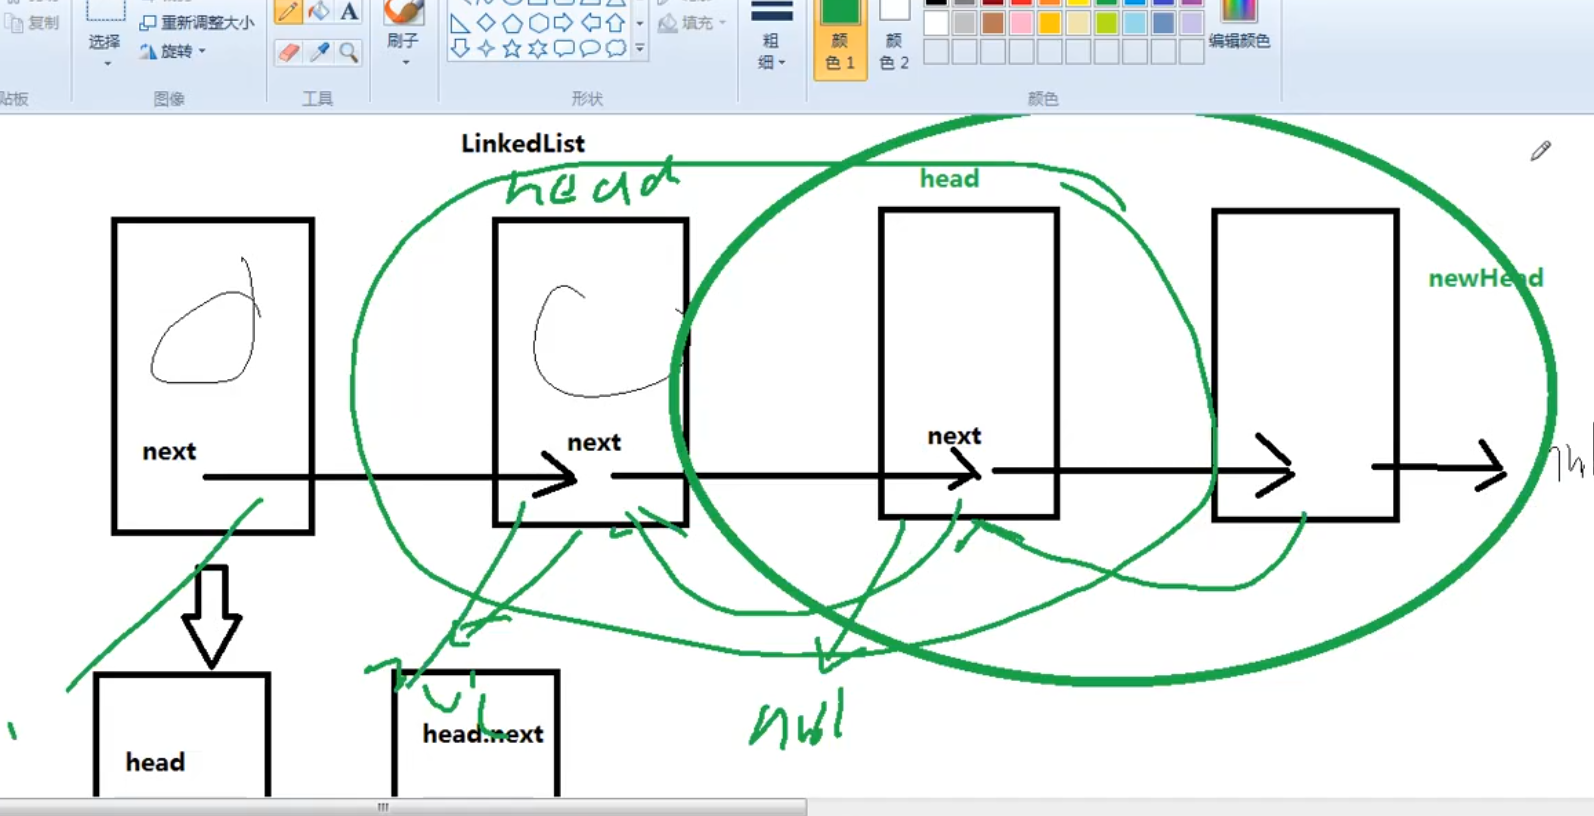 复制
选择
重新调整大小
旋转
A
刷子
填充
粗
细
颜
色 1
颜
色 2
编辑颜色
贴板
图像
工具
形状
颜色
LinkedList
head
head
newHead
next
next
next
null
head.next
head